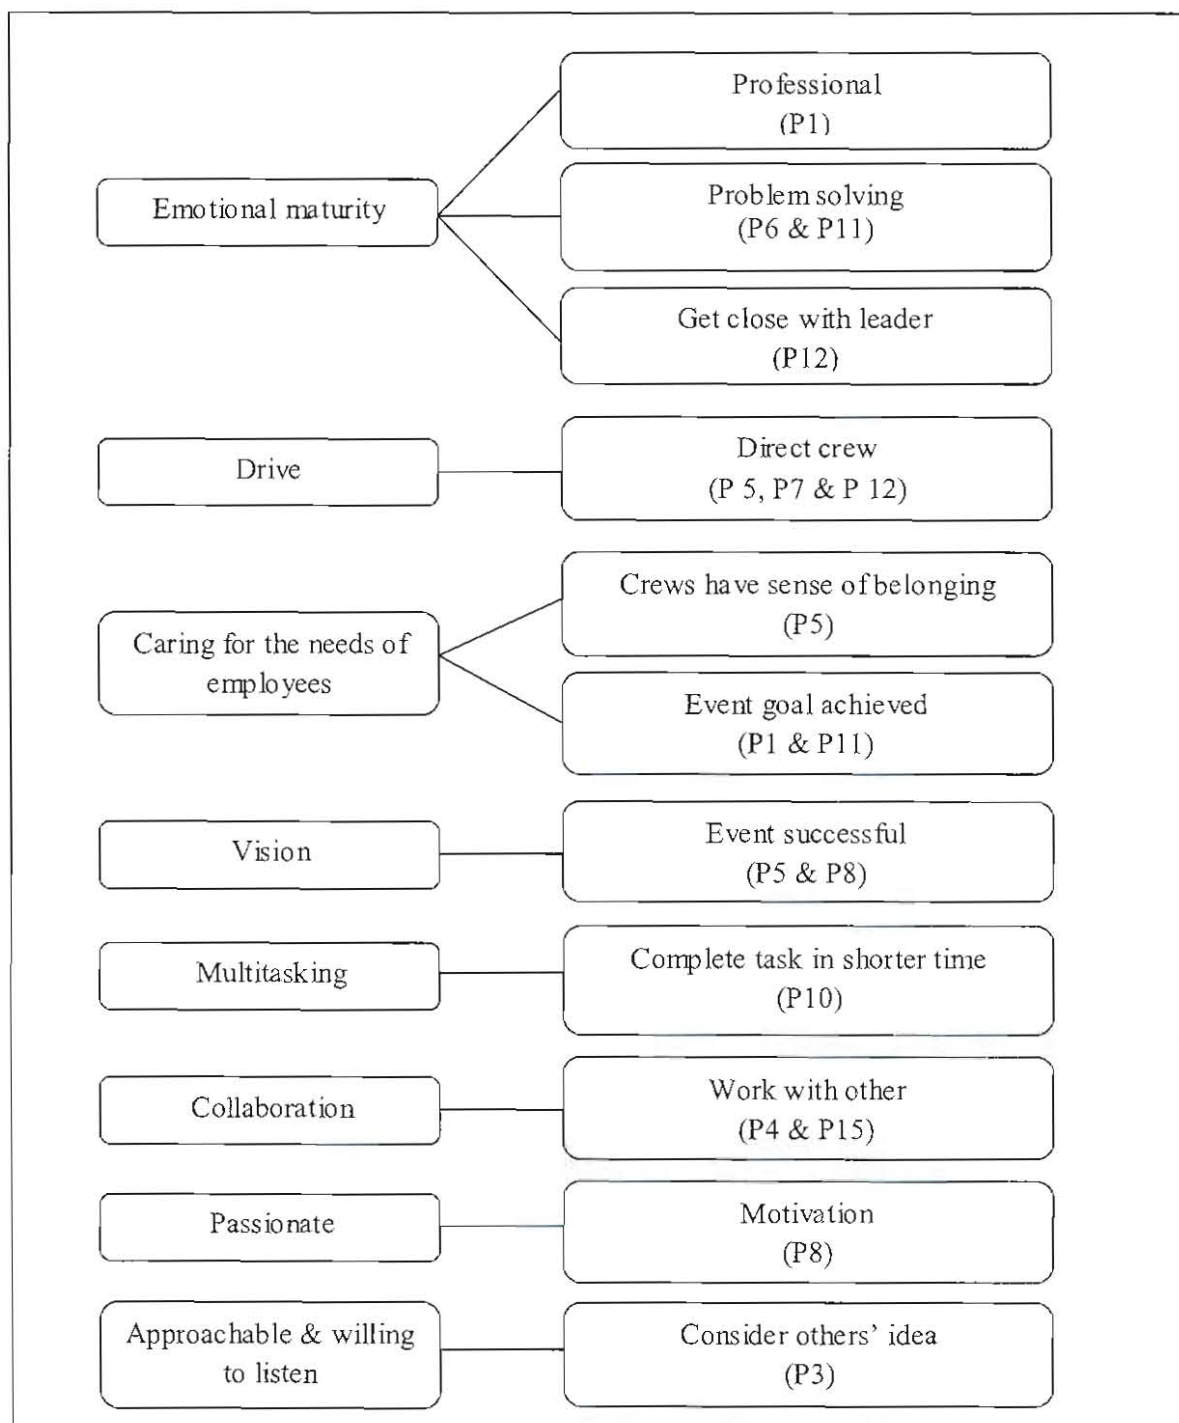 Professional
(P1)
Emotional maturity
Problem solving
(P6 & P11)
Get close with leader
(P12)
Drive
Direct crew
(P 5, P7 & P 12)
Caring for the needs of
employees
Crews have sense of belonging
(P5)
Event goal achieved
(P1 & P11)
Vision
Event successful
(P5 & P8)
Multitasking
Complete task in shorter time
(P10)
Collaboration
Work with other
(P4 & P15)
Passionate
Motivation
(P8)
Approachable & willing
to listen
Consider others’ idea
(P3)